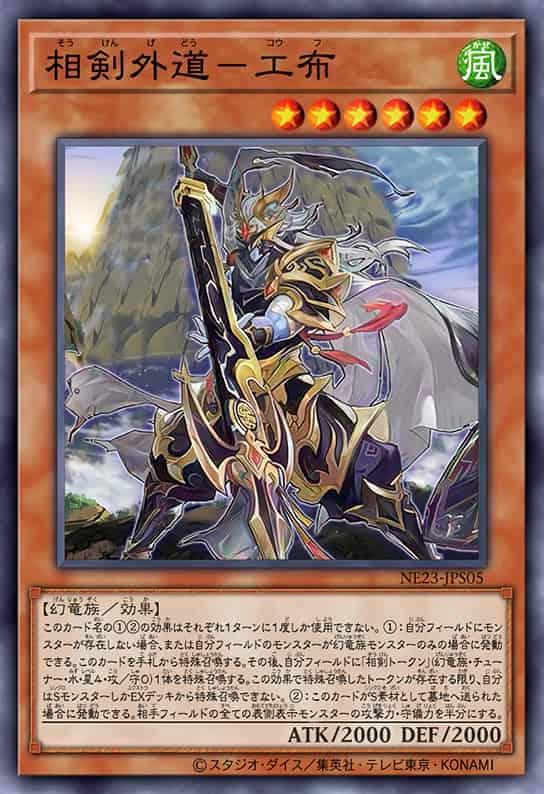 相剣外道－工布
そうけんげどう コウフ
風 かぜ
NE23-JPS05
【幻竜族／効果】
このカード名の①②の効果はそれぞれ1ターンに1度しか使用できない。①：自分フィールドにモン
スターが存在しない場合、または自分フィールドのモンスターが幻竜族モンスターのみの場合に発動
できる。このカードを手札から特殊召喚する。その後、自分フィールドに「相剣トークン」（幻竜族・チュー
ナー・水・星4・攻／守0）1体を特殊召喚する。この効果で特殊召喚したトークンが存在する限り、自分
はSモンスターしかEXデッキから特殊召喚できない。②：このカードがS素材として墓地へ送られた
場合に発動できる。相手フィールドの全ての表側表示モンスターの攻撃力・守備力を半分にする。
ATK/2000 DEF/2000
©スタジオ・ダイス／集英社・テレビ東京・KONAMI